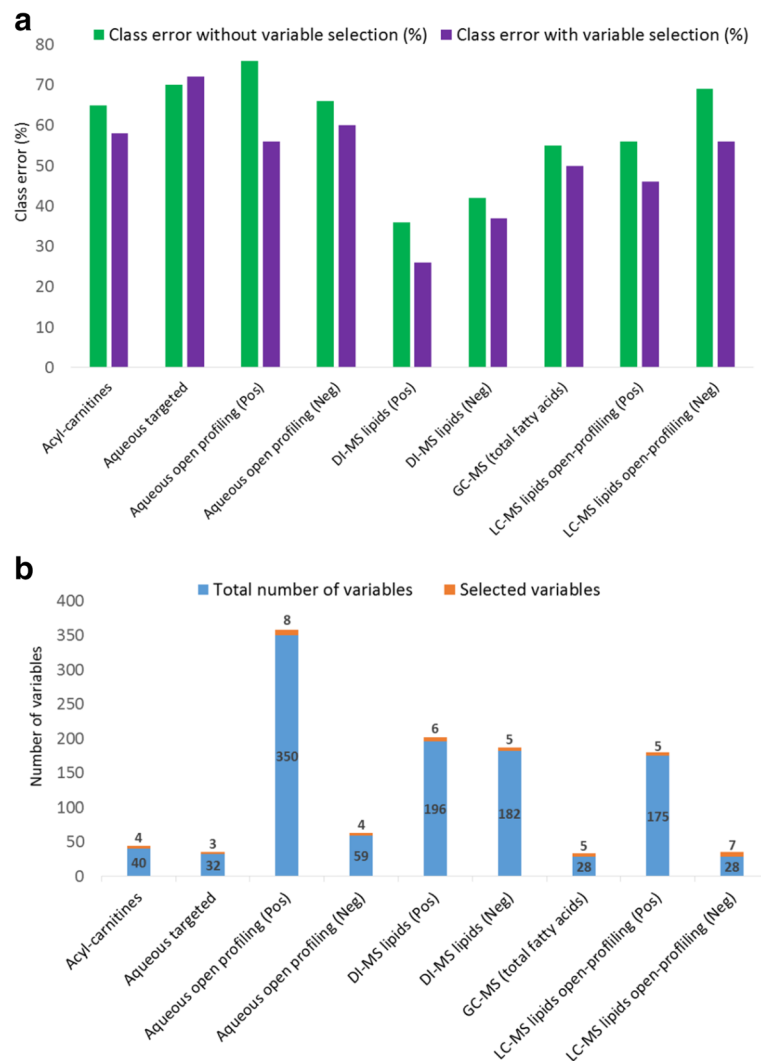 a
Class error without variable selection (%)
Class error with variable selection (%)
Class error (%)
80
70
60
50
40
30
20
10
0
Acyl-carnitines
Aqueous targeted
Aqueous open profiling (Pos)
Aqueous open profiling (Neg)
DI-MS lipids (Pos)
DI-MS lipids (Neg)
GC-MS (total fatty acids)
LC-MS lipids open-profiling (Pos)
LC-MS lipids open-profiling (Neg)
b
Total number of variables
Selected variables
Number of variables
400
350
300
250
200
150
100
50
0
4
40
3
32
8
350
4
59
6
196
5
182
5
28
5
175
7
28
Acyl-carnitines
Aqueous targeted
Aqueous open profiling (Pos)
Aqueous open profiling (Neg)
DI-MS lipids (Pos)
DI-MS lipids (Neg)
GC-MS (total fatty acids)
LC-MS lipids open-profiling (Pos)
LC-MS lipids open-profiling (Neg)